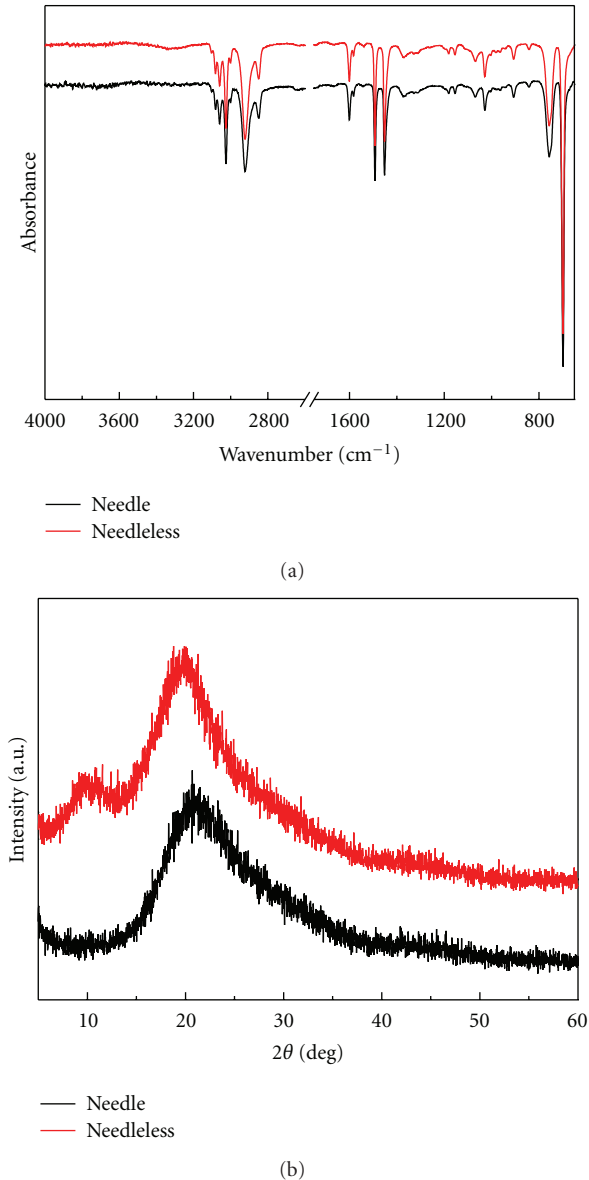 Absorbance
4000 3600 3200 2800 1600 1200 800
Wavenumber (cm⁻¹)
Needle
Needleless
(a)
Intensity (a.u.)
10 20 30 40 50 60
2θ (deg)
Needle
Needleless
(b)